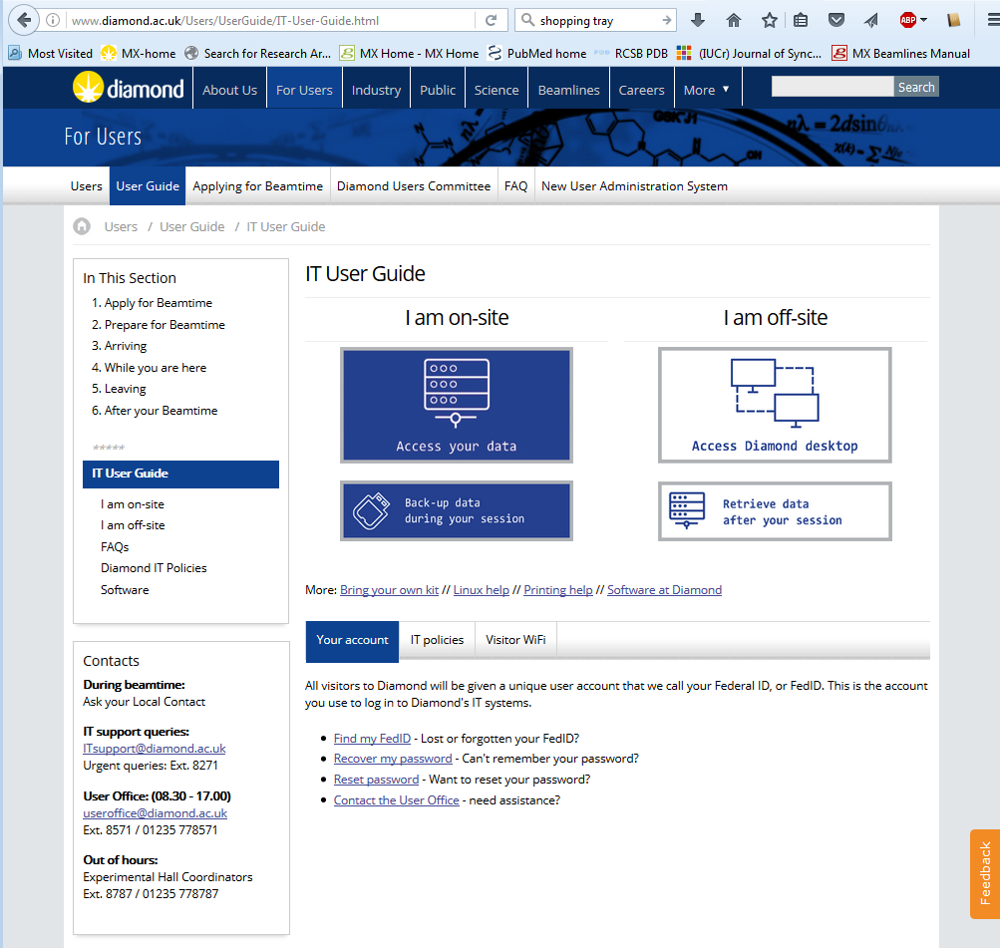 www.diamond.ac.uk/Users/UserGuide/IT-User-Guide.html
shopping tray
ABP
Most Visited
MX-home
Search for Research Ar...
MX Home - MX Home
PubMed home
RCSB PDB
(IUCr) Journal of Sync...
MX Beamlines Manual
diamond
About Us
For Users
Industry
Public
Science
Beamlines
Careers
More ▼
Search
For Users
GSK'J1
nλ = 2dsinθ
OH
Users
User Guide
Applying for Beamtime
Diamond Users Committee
FAQ
New User Administration System
Users / User Guide / IT User Guide
In This Section
1. Apply for Beamtime
2. Prepare for Beamtime
3. Arriving
4. While you are here
5. Leaving
6. After your Beamtime
*****
IT User Guide
I am on-site
I am off-site
FAQs
Diamond IT Policies
Software
Contacts
During beamtime:
Ask your Local Contact
IT support queries:
ITsupport@diamond.ac.uk
Urgent queries: Ext. 8271
User Office: (08.30 - 17.00)
useroffice@diamond.ac.uk
Ext. 8571 / 01235 778571
Out of hours:
Experimental Hall Coordinators
Ext. 8787 / 01235 778787
IT User Guide
I am on-site
Access your data
Back-up data
during your session
I am off-site
Access Diamond desktop
Retrieve data
after your session
More: Bring your own kit // Linux help // Printing help // Software at Diamond
Your account
IT policies
Visitor WiFi
All visitors to Diamond will be given a unique user account that we call your Federal ID, or FedID. This is the account
you use to log in to Diamond's IT systems.
• Find my FedID - Lost or forgotten your FedID?
• Recover my password - Can't remember your password?
• Reset password - Want to reset your password?
• Contact the User Office - need assistance?
Feedback